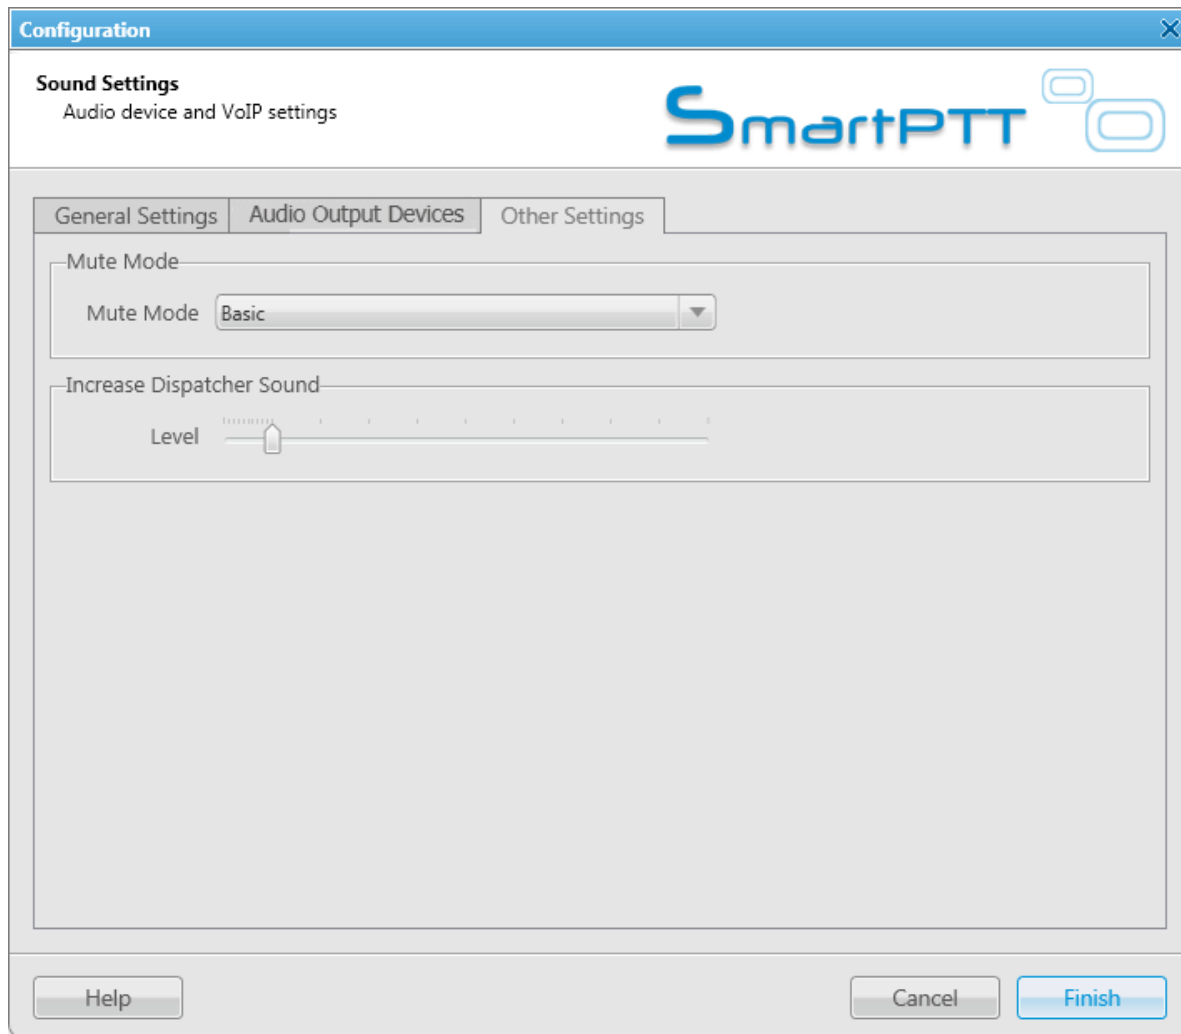 Configuration
Sound Settings
Audio device and VoIP settings
SmartPTT
General Settings Audio Output Devices Other Settings
Mute Mode
Mute Mode Basic
Increase Dispatcher Sound
Level
Help Cancel Finish